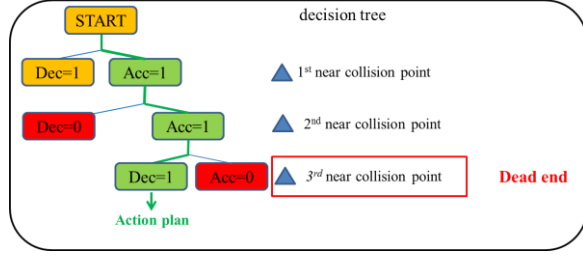 START
decision tree
Dec=1
Acc=1
1st near collision point
Dec=0
Acc=1
2nd near collision point
Dec=1
Acc=0
3rd near collision point
Dead end
Action plan